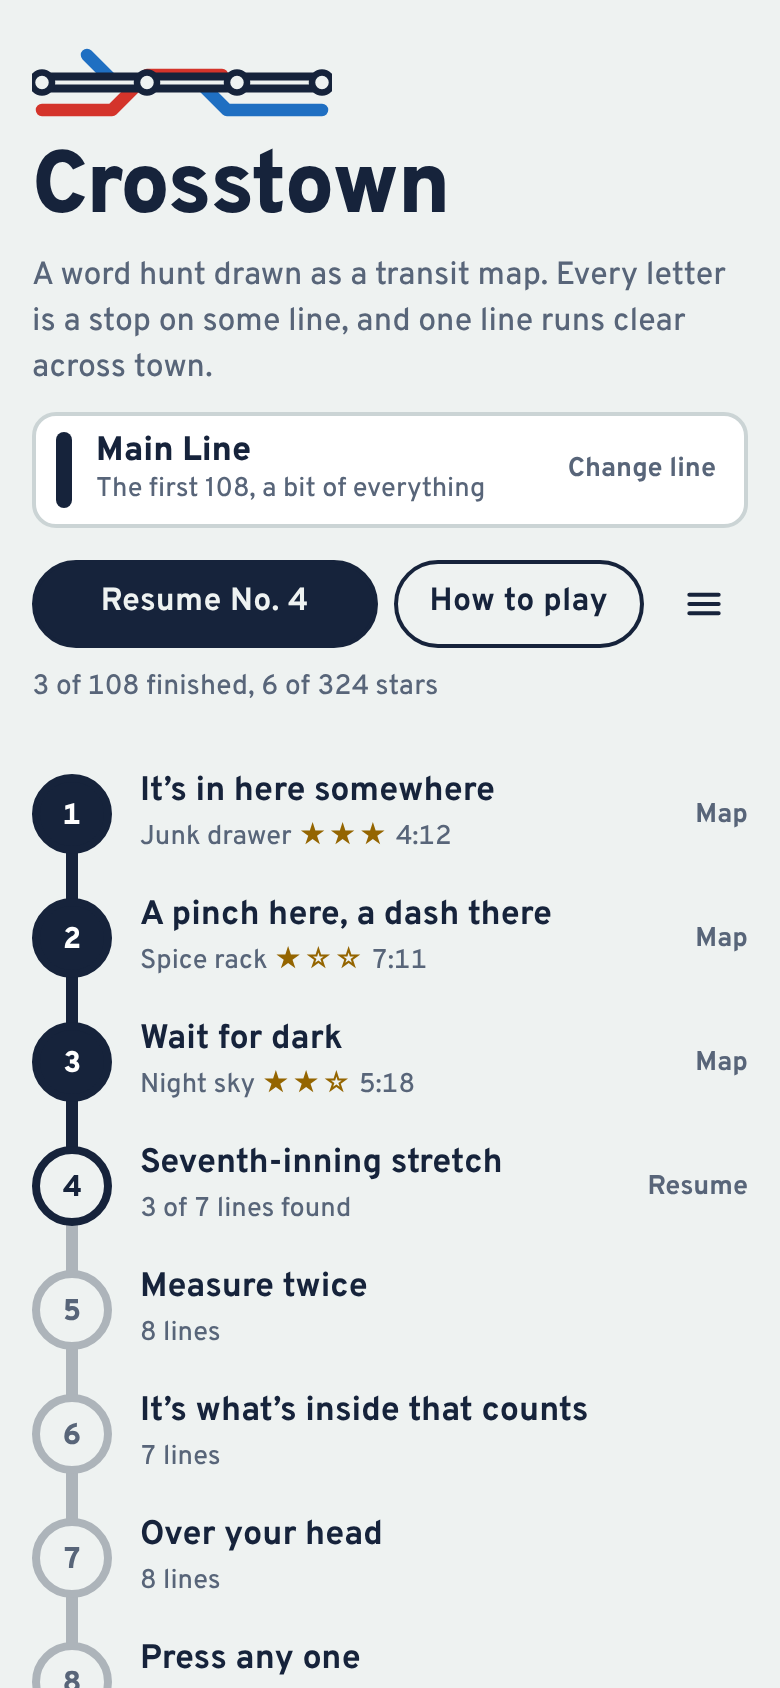 Crosstown
A word hunt drawn as a transit map. Every letter
is a stop on some line, and one line runs clear
across town.
Main Line
The first 108, a bit of everything
Change line
Resume No. 4
How to play
3 of 108 finished, 6 of 324 stars
1
It’s in here somewhere
Junk drawer ★ ★ ★ 4:12
Map
2
A pinch here, a dash there
Spice rack ★ ☆ ☆ 7:11
Map
3
Wait for dark
Night sky ★ ★ ☆ 5:18
Map
4
Seventh-inning stretch
3 of 7 lines found
Resume
5
Measure twice
8 lines
6
It’s what’s inside that counts
7 lines
7
Over your head
8 lines
8
Press any one